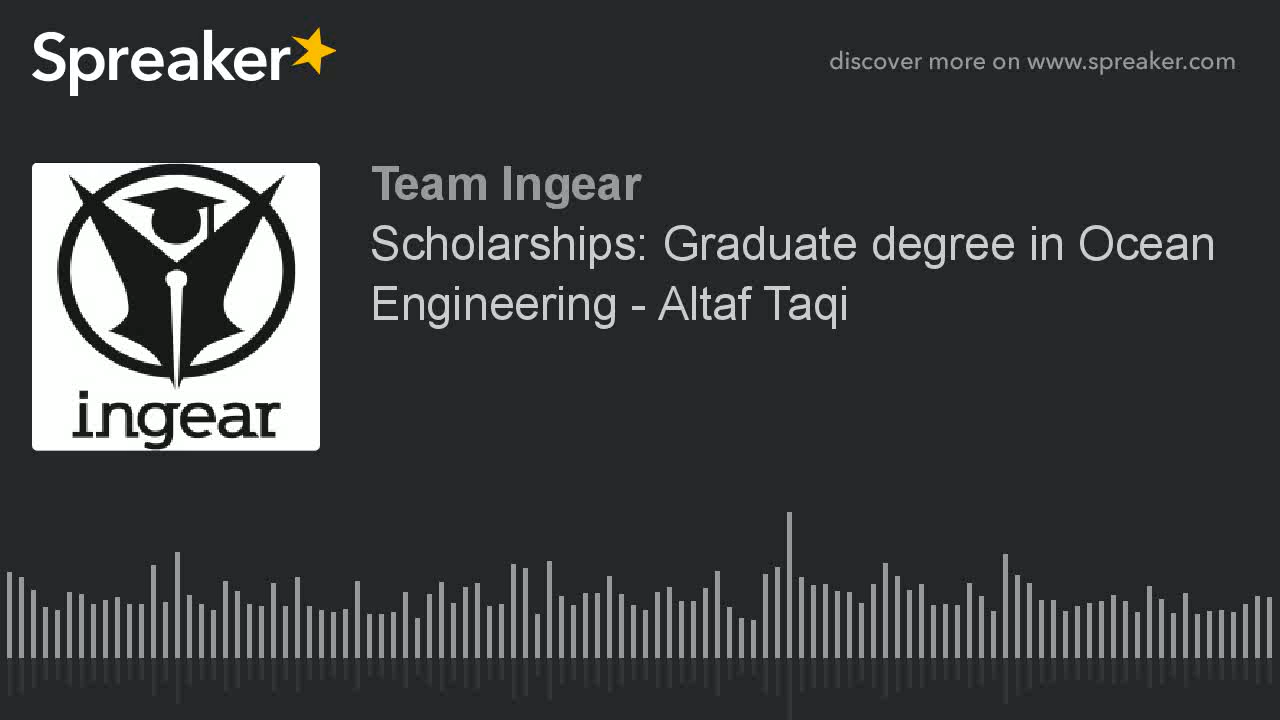 Spreaker
discover more on www.spreaker.com
Team Ingear
Scholarships: Graduate degree in Ocean
Engineering - Altaf Taqi
ingear